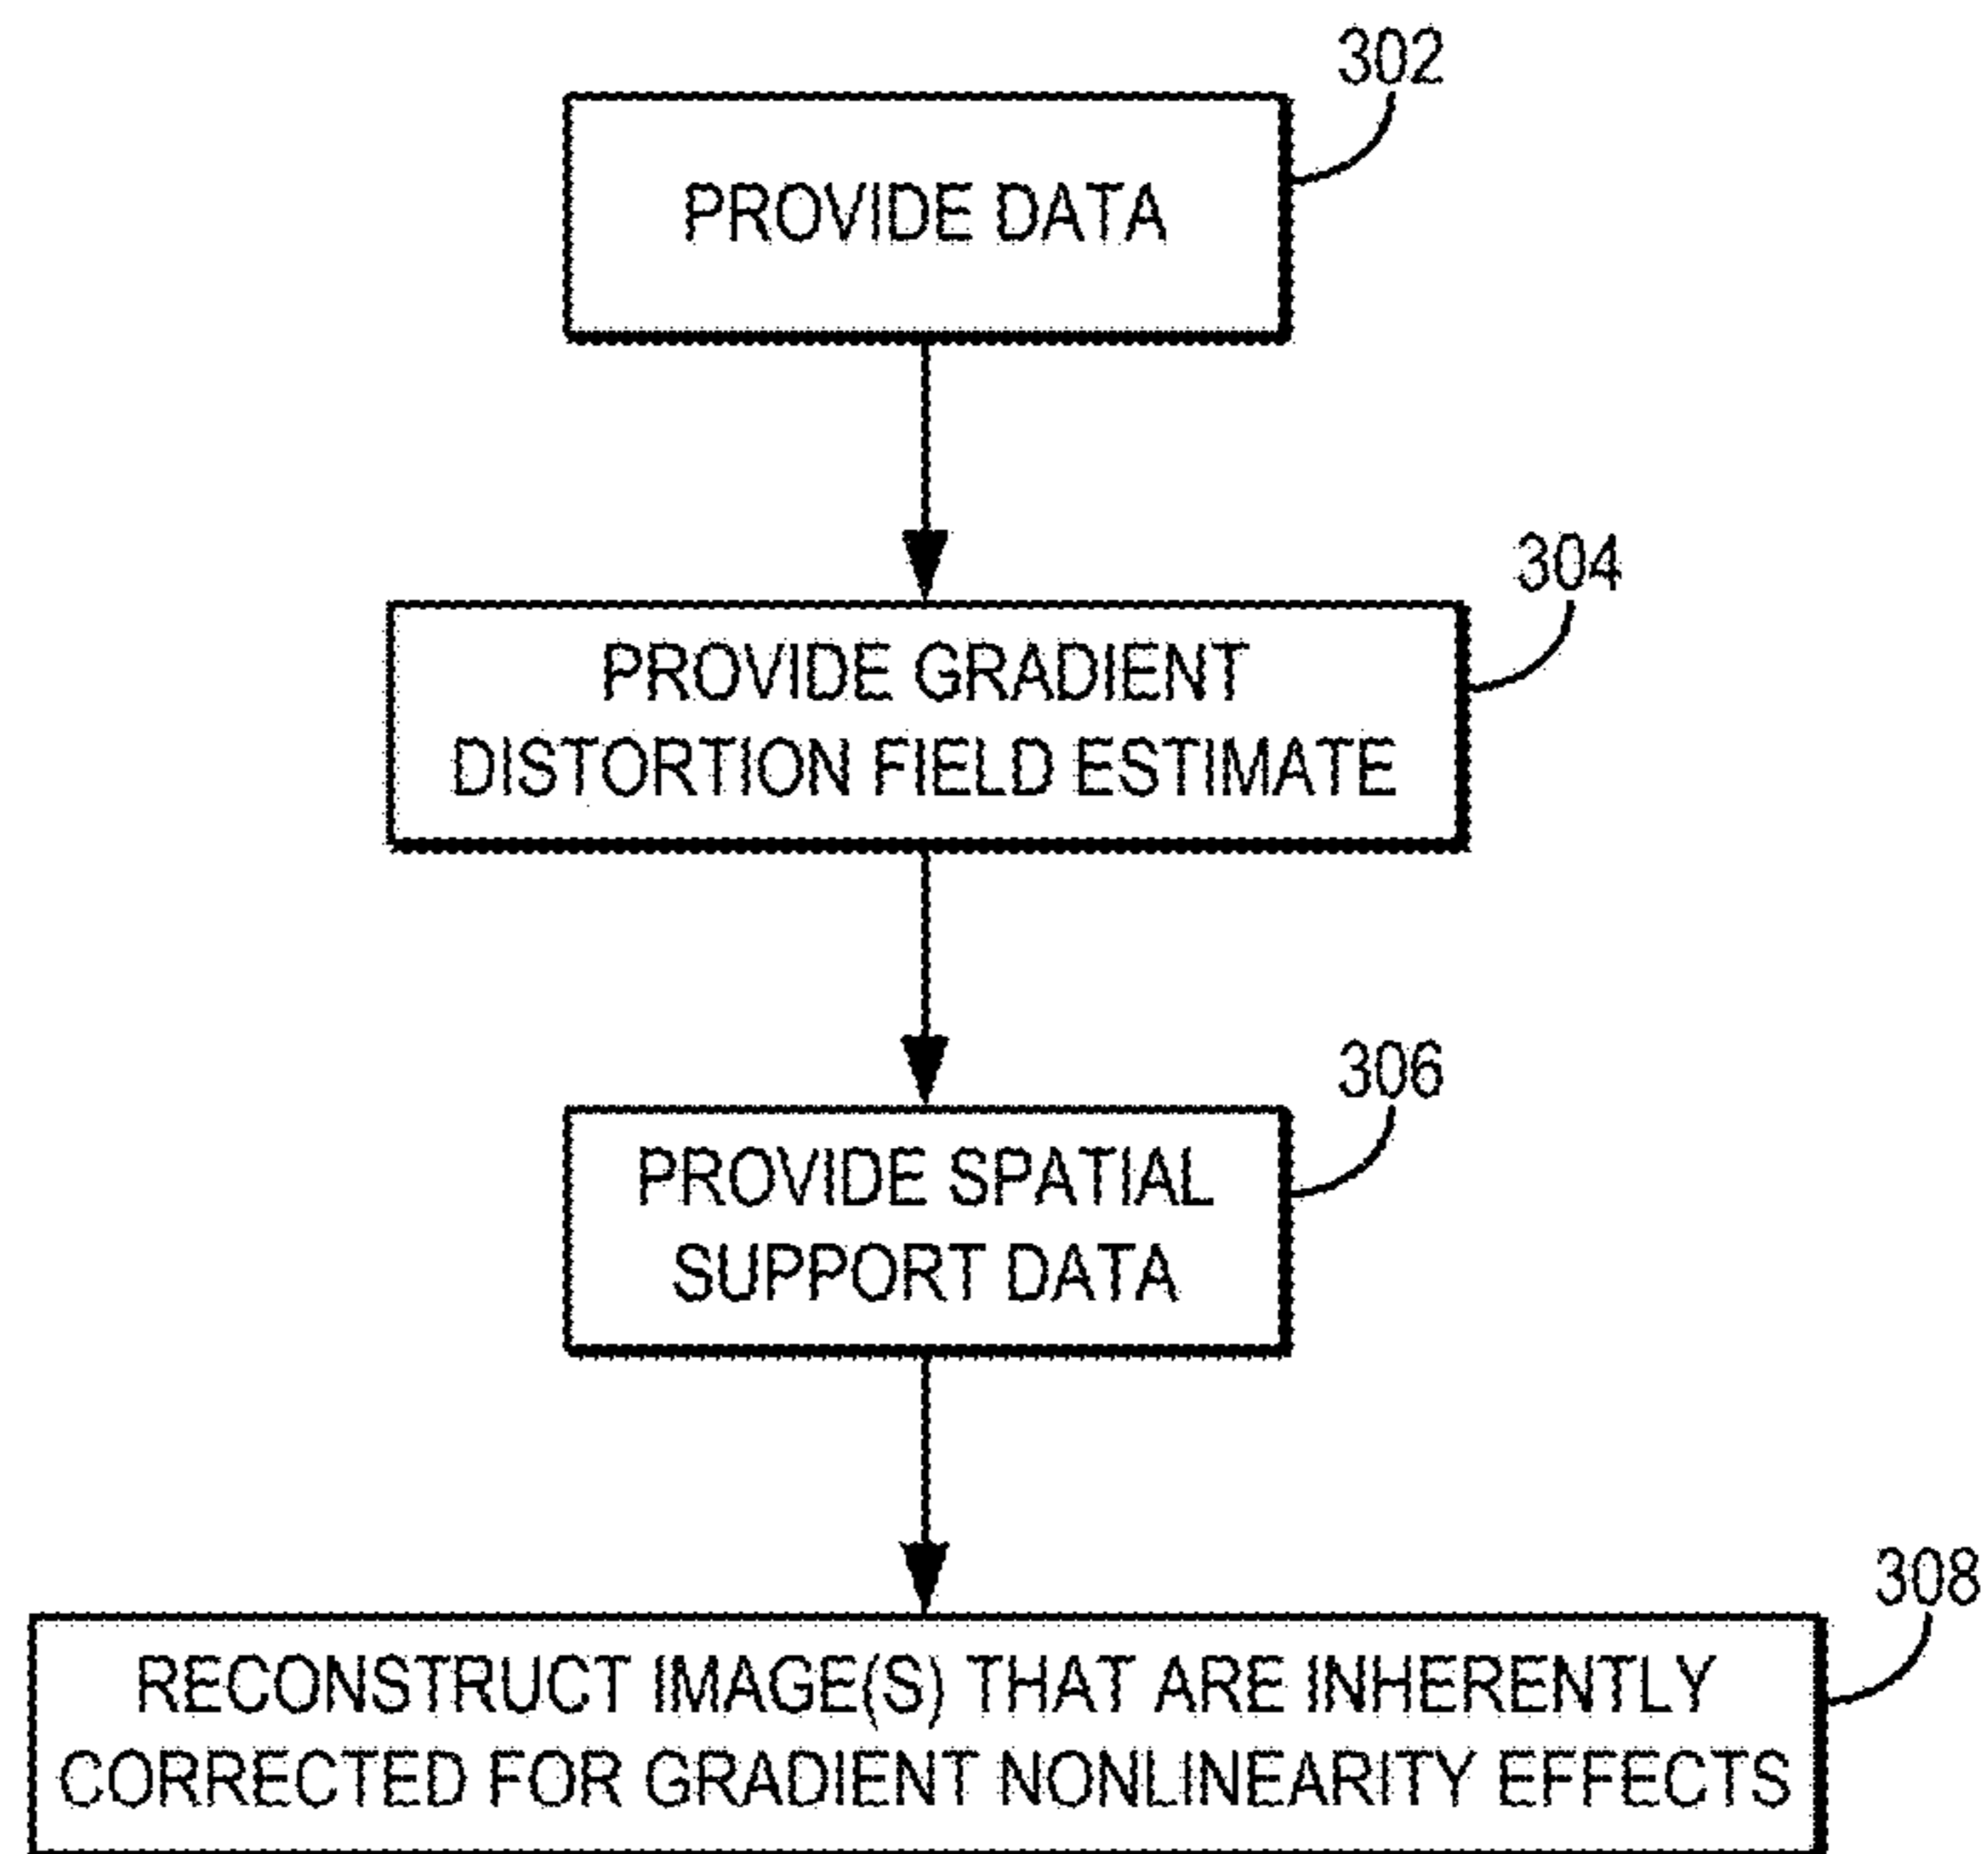 302
PROVIDE DATA
304
PROVIDE GRADIENT
DISTORTION FIELD ESTIMATE
306
PROVIDE SPATIAL
SUPPORT DATA
308
RECONSTRUCT IMAGE(S) THAT ARE INHERENTLY
CORRECTED FOR GRADIENT NONLINEARITY EFFECTS